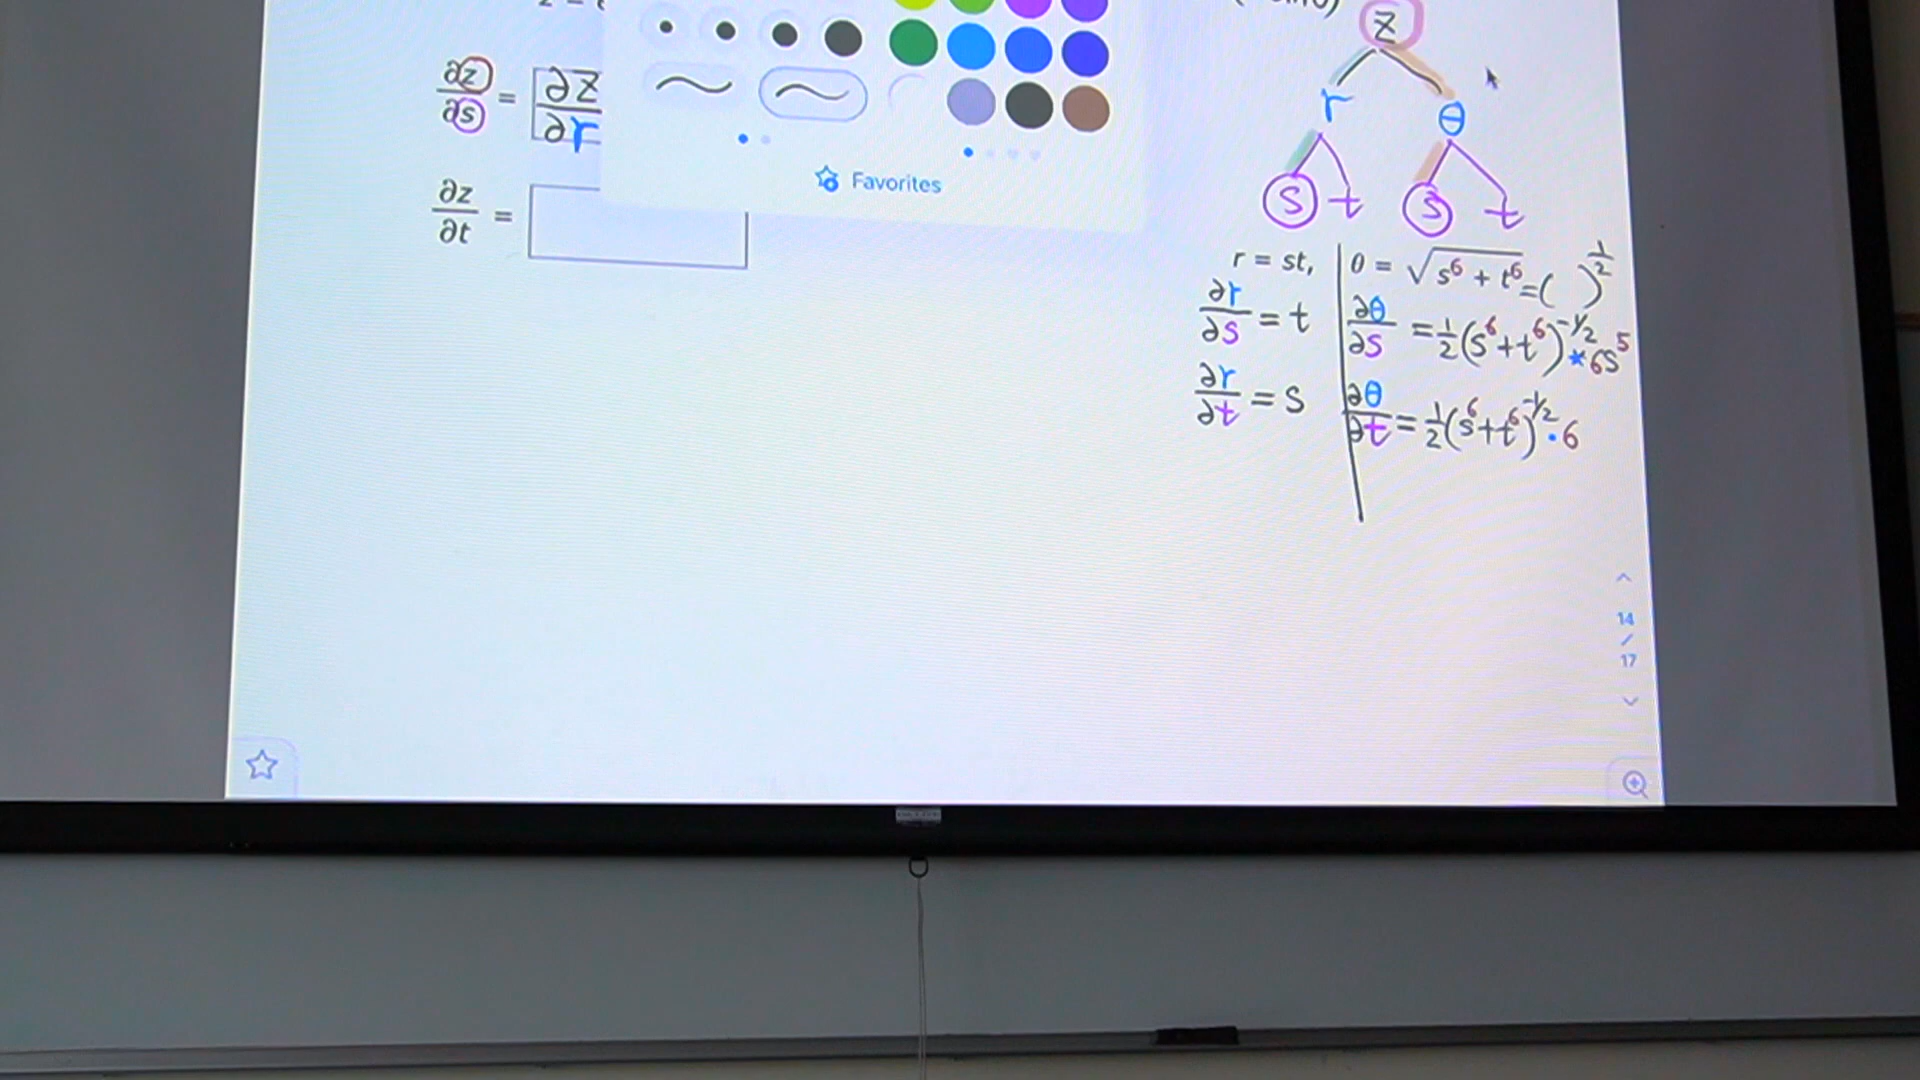 ∂z/∂s = ∂z/∂r
∂z/∂t =
Favorites
z
r θ
s t s t
r = st, θ = √(s⁶ + t⁶) = ( )^(1/2)
∂r/∂s = t ∂θ/∂s = 1/2(s⁶+t⁶)^(-1/2) * 6s⁵
∂r/∂t = s ∂θ/∂t = 1/2(s⁶+t⁶)^(-1/2) · 6
14
/
17